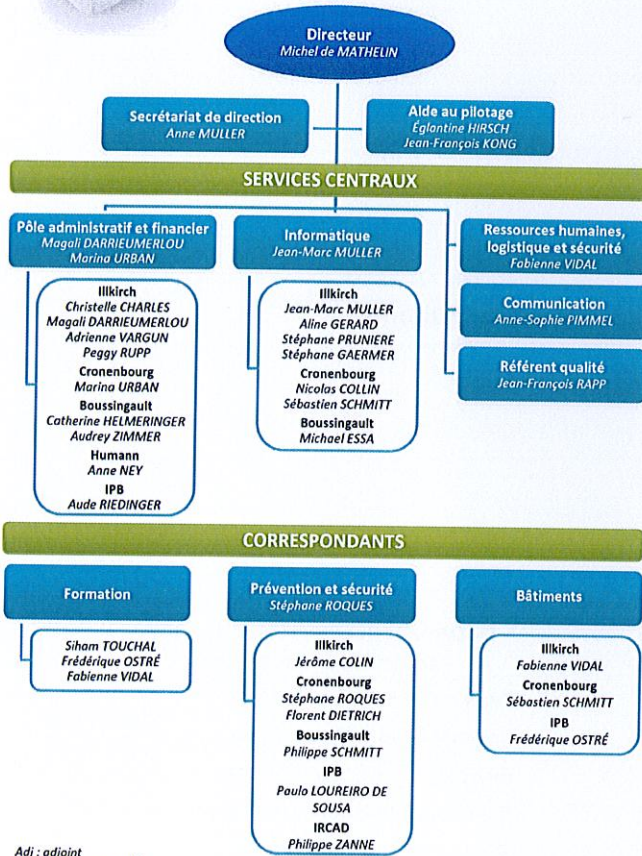 Directeur
Michel de MATHELIN
Secrétariat de direction
Anne MULLER
Aide au pilotage
Églantine HIRSCH
Jean-François KONG
SERVICES CENTRAUX
Pôle administratif et financier
Magali DARRIEUMERLOU
Marina URBAN
Illkirch
Christelle CHARLES
Magali DARRIEUMERLOU
Adrienne VARGUN
Peggy RUPP
Cronenbourg
Marina URBAN
Boussingault
Catherine HELMERINGER
Audrey ZIMMER
Humann
Anne NEY
IPB
Aude RIEDINGER
Informatique
Jean-Marc MULLER
Illkirch
Jean-Marc MULLER
Aline GERARD
Stéphane PRUNIERE
Stéphane GAERMER
Cronenbourg
Nicolas COLLIN
Sébastien SCHMITT
Boussingault
Michael ESSA
Ressources humaines,
logistique et sécurité
Fabienne VIDAL
Communication
Anne-Sophie PIMMEL
Référent qualité
Jean-François RAPP
CORRESPONDANTS
Formation
Siham TOUCHAL
Frédérique OSTRÉ
Fabienne VIDAL
Prévention et sécurité
Stéphane ROQUES
Illkirch
Jérôme COLIN
Cronenbourg
Stéphane ROQUES
Florent DIETRICH
Boussingault
Philippe SCHMITT
IPB
Paulo LOUREIRO DE
SOUSA
IRCAD
Philippe ZANNE
Bâtiments
Illkirch
Fabienne VIDAL
Cronenbourg
Sébastien SCHMITT
IPB
Frédérique OSTRÉ
Adj : adjoint